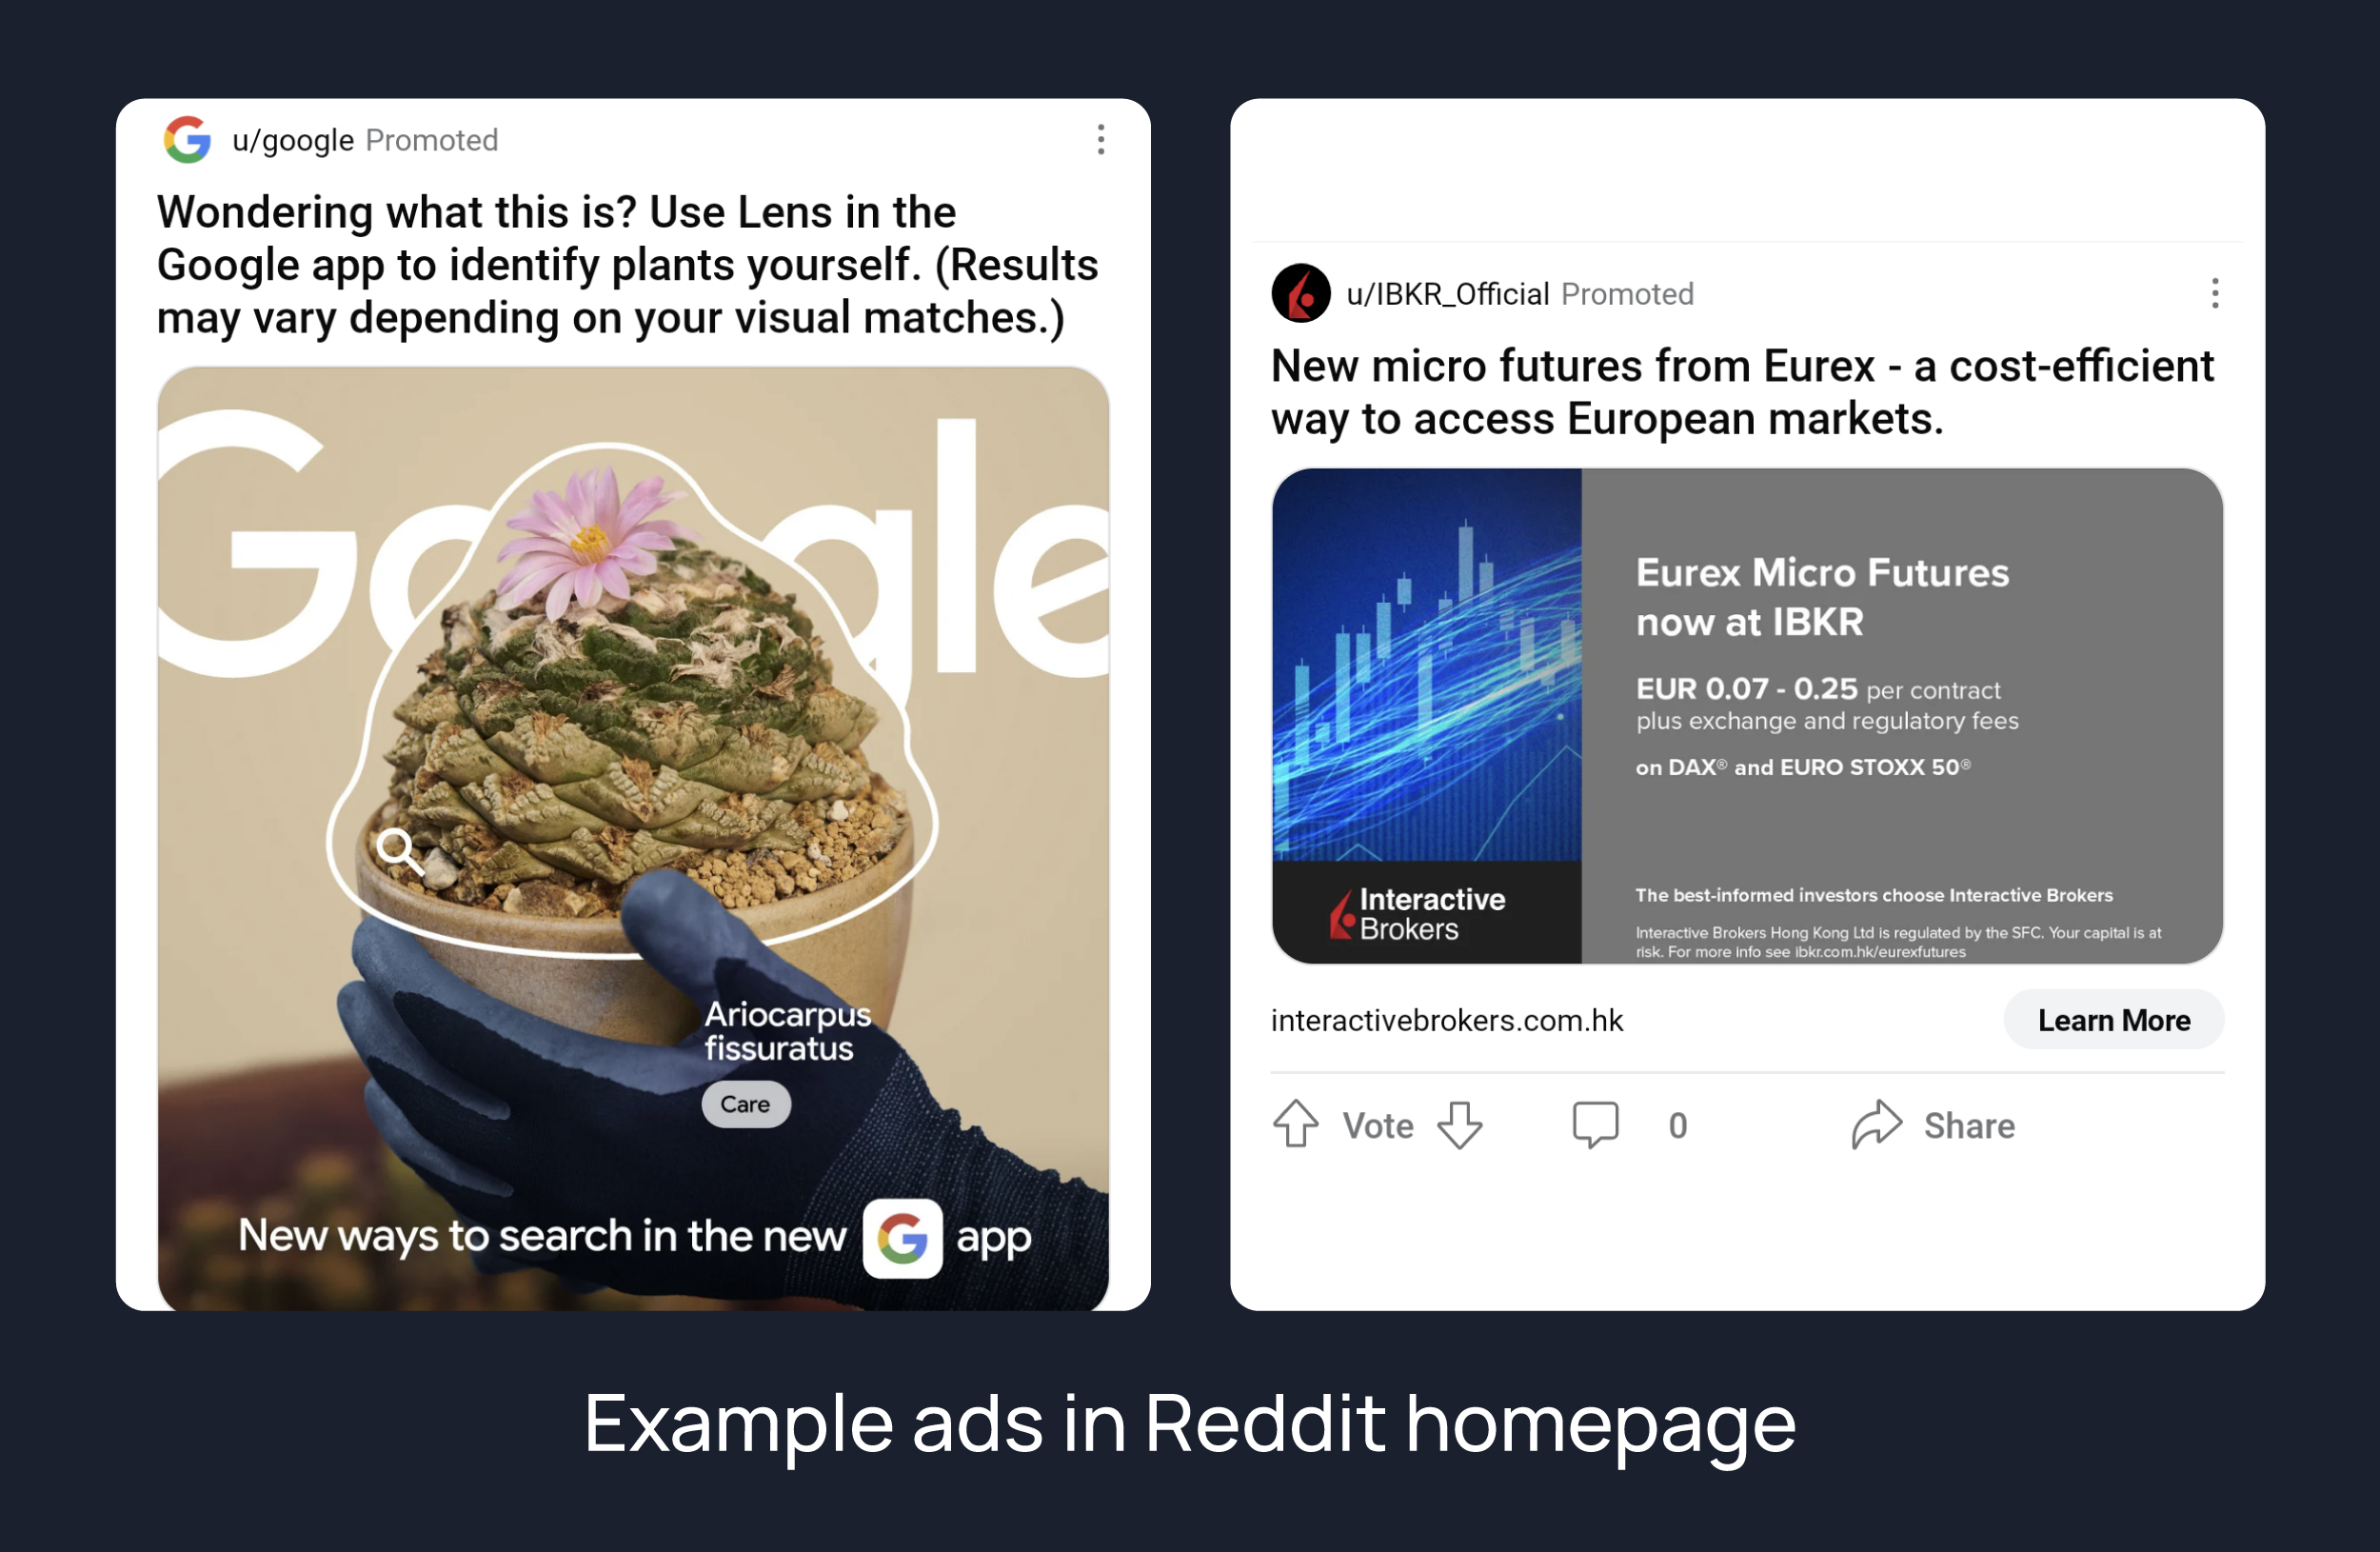 u/google Promoted
Wondering what this is? Use Lens in the
Google app to identify plants yourself. (Results
may vary depending on your visual matches.)
Google
Ariocarpus
fissuratus
Care
New ways to search in the new G app
u/IBKR_Official Promoted
New micro futures from Eurex - a cost-efficient
way to access European markets.
Eurex Micro Futures
now at IBKR
EUR 0.07 - 0.25 per contract
plus exchange and regulatory fees
on DAX® and EURO STOXX 50®
Interactive
Brokers
The best-informed investors choose Interactive Brokers
Interactive Brokers Hong Kong Ltd is regulated by the SFC. Your capital is at
risk. For more info see ibkr.com.hk/eurexfutures
interactivebrokers.com.hk
Learn More
Vote 0 Share
Example ads in Reddit homepage